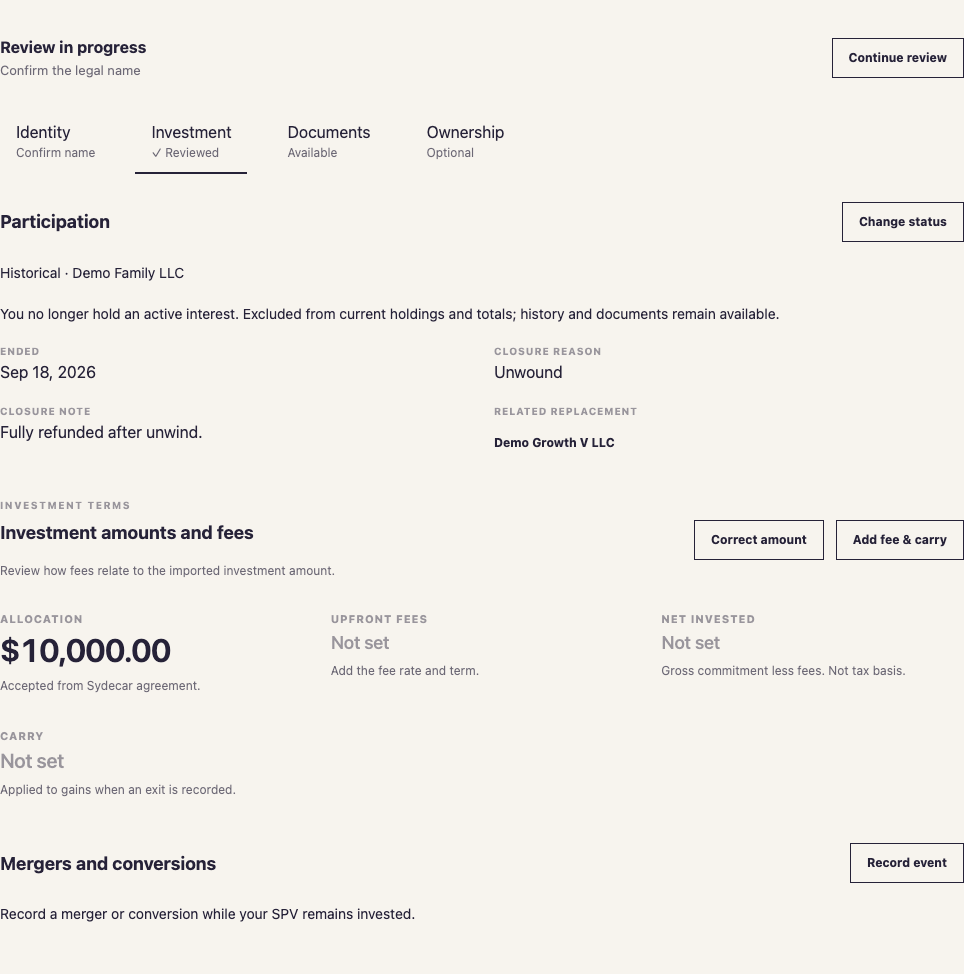 Review in progress
Confirm the legal name
Continue review
Identity
Confirm name
Investment
✓ Reviewed
Documents
Available
Ownership
Optional
Participation
Change status
Historical · Demo Family LLC
You no longer hold an active interest. Excluded from current holdings and totals; history and documents remain available.
ENDED
Sep 18, 2026
CLOSURE REASON
Unwound
CLOSURE NOTE
Fully refunded after unwind.
RELATED REPLACEMENT
Demo Growth V LLC
INVESTMENT TERMS
Investment amounts and fees
Review how fees relate to the imported investment amount.
Correct amount
Add fee & carry
ALLOCATION
$10,000.00
Accepted from Sydecar agreement.
UPFRONT FEES
Not set
Add the fee rate and term.
NET INVESTED
Not set
Gross commitment less fees. Not tax basis.
CARRY
Not set
Applied to gains when an exit is recorded.
Mergers and conversions
Record event
Record a merger or conversion while your SPV remains invested.